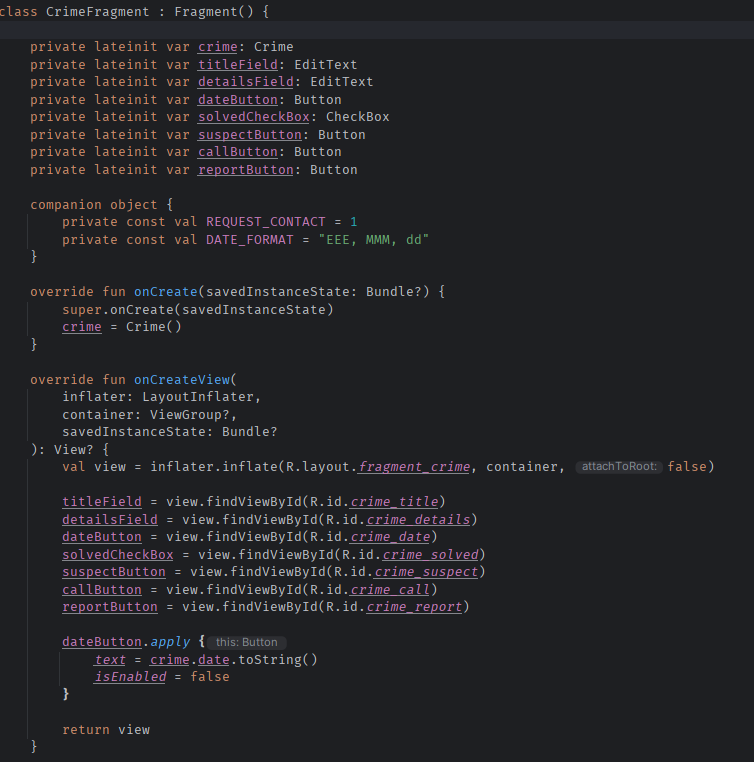 class CrimeFragment : Fragment() {
private lateinit var crime: Crime
private lateinit var titleField: EditText
private lateinit var detailsField: EditText
private lateinit var dateButton: Button
private lateinit var solvedCheckBox: CheckBox
private lateinit var suspectButton: Button
private lateinit var callButton: Button
private lateinit var reportButton: Button
companion object {
private const val REQUEST_CONTACT = 1
private const val DATE_FORMAT = "EEE, MMM, dd"
}
override fun onCreate(savedInstanceState: Bundle?) {
super.onCreate(savedInstanceState)
crime = Crime()
}
override fun onCreateView(
inflater: LayoutInflater,
container: ViewGroup?,
savedInstanceState: Bundle?
): View? {
val view = inflater.inflate(R.layout.fragment_crime, container, attachToRoot: false)
titleField = view.findViewById(R.id.crime_title)
detailsField = view.findViewById(R.id.crime_details)
dateButton = view.findViewById(R.id.crime_date)
solvedCheckBox = view.findViewById(R.id.crime_solved)
suspectButton = view.findViewById(R.id.crime_suspect)
callButton = view.findViewById(R.id.crime_call)
reportButton = view.findViewById(R.id.crime_report)
dateButton.apply { this: Button
text = crime.date.toString()
isEnabled = false
}
return view
}